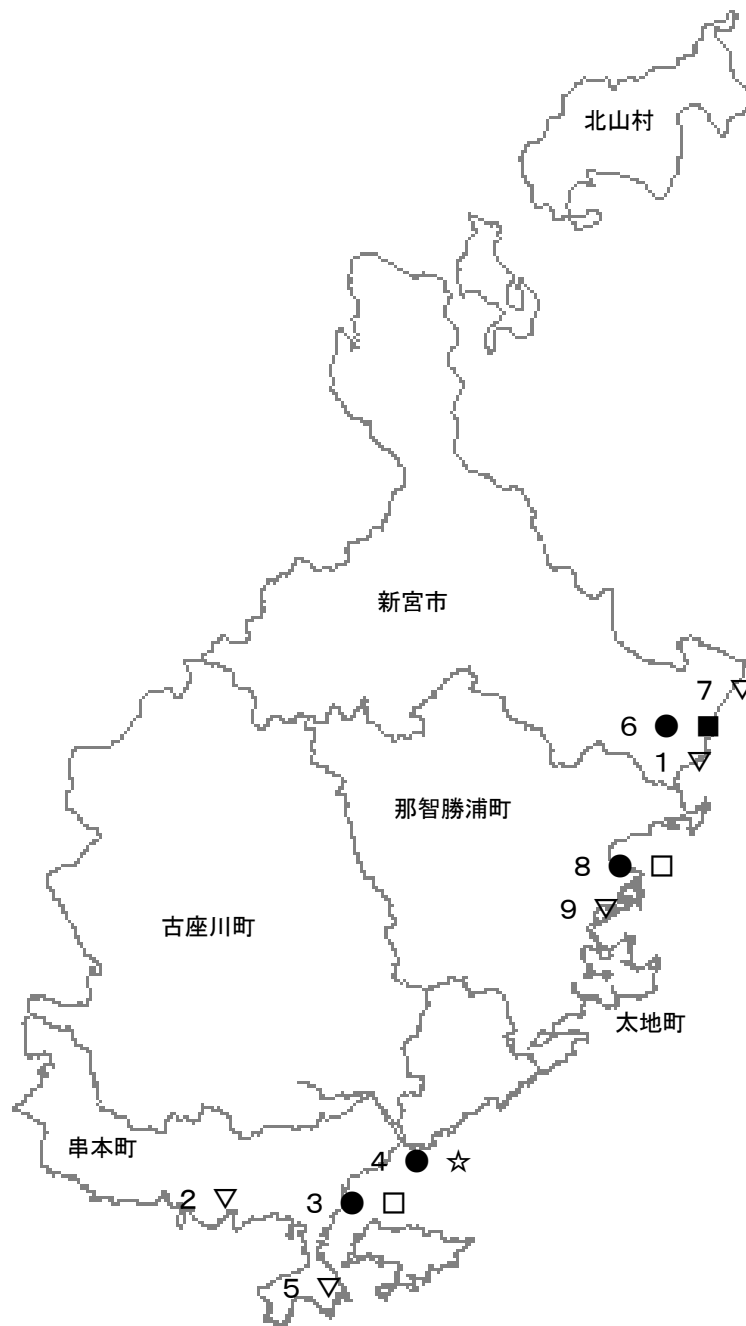 北山村
新宮市
7 ▽
6 ● ■
1 ▽
那智勝浦町
8 ● □
9 ▽
古座川町
太地町
串本町
4 ● ☆
2 ▽
3 ● □
5 ▽